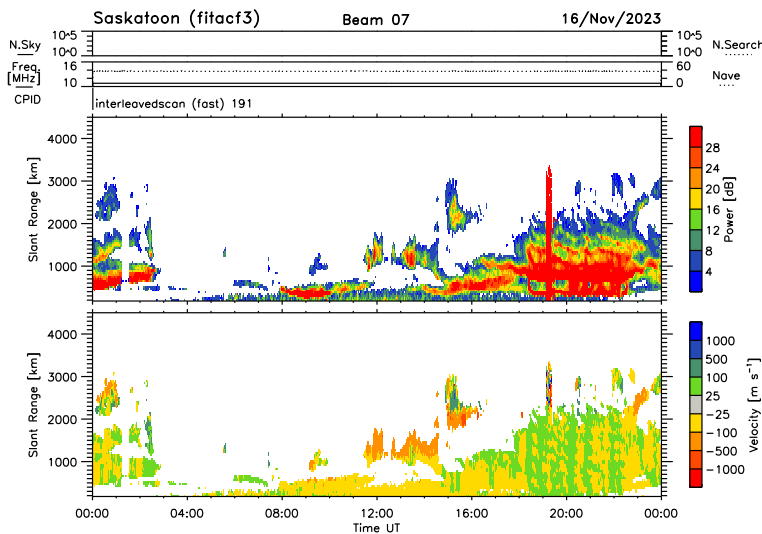 Saskatoon (fitacf3) Beam 07 16/Nov/2023
N.Sky 10^5 10^0 10^5 10^0 N.Search
Freq. [MHz] 16 10 60 0 Nave
CPID interleavedscan (fast) 191
Slant Range [km]
4000
3000
2000
1000
28
24
20
16
12
8
4
Power [dB]
Slant Range [km]
4000
3000
2000
1000
1000
500
100
25
−25
−100
−500
−1000
Velocity [m s⁻¹]
00:00 04:00 08:00 12:00 16:00 20:00 00:00
Time UT